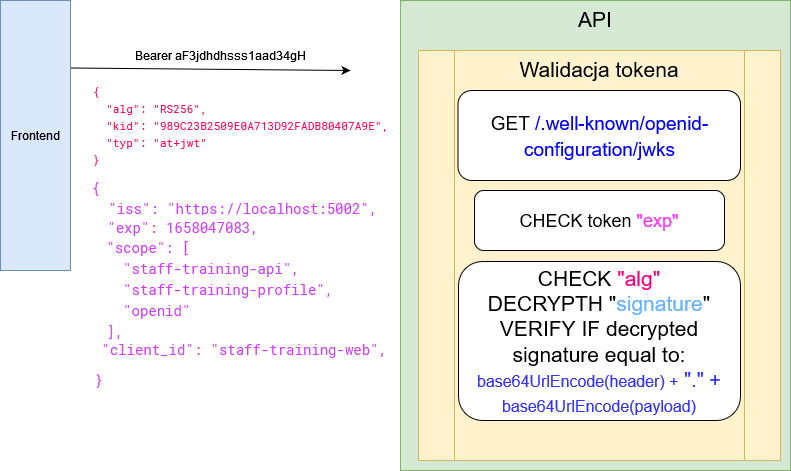 API
Bearer aF3jdhdhsss1aad34gH
Frontend
{
"alg": "RS256",
"kid": "989C23B2509E0A713D92FADB80407A9E",
"typ": "at+jwt"
}
{
"iss": "https://localhost:5002",
"exp": 1658047083,
"scope": [
"staff-training-api",
"staff-training-profile",
"openid"
],
"client_id": "staff-training-web",
}
Walidacja tokena
GET /.well-known/openid-
configuration/jwks
CHECK token "exp"
CHECK "alg"
DECRYPTH "signature"
VERIFY IF decrypted
signature equal to:
base64UrlEncode(header) + "." +
base64UrlEncode(payload)